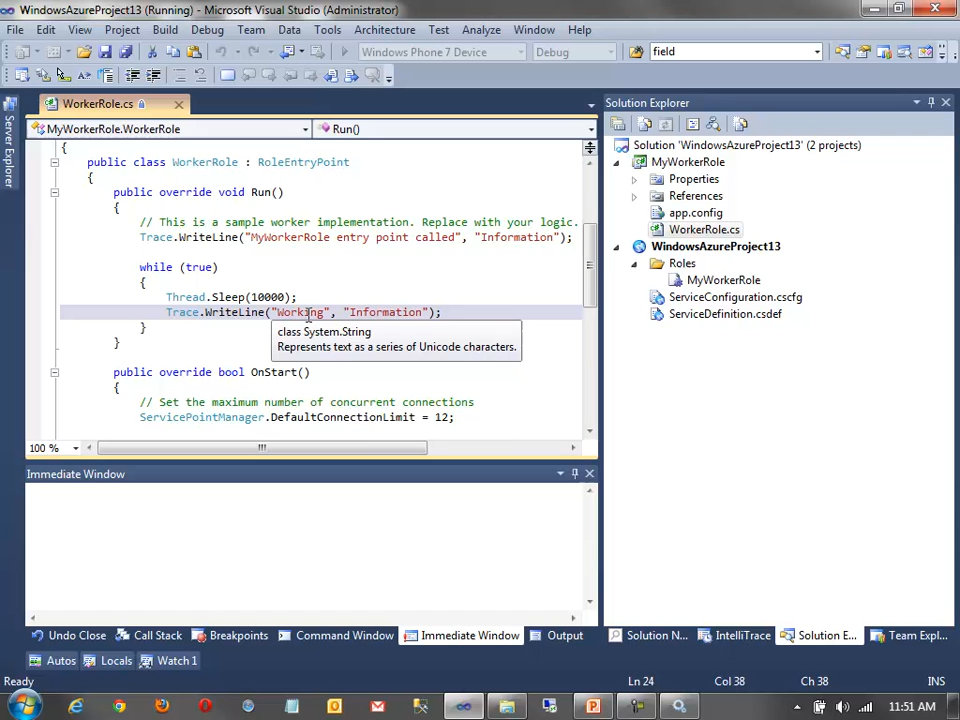 WindowsAzureProject13 (Running) - Microsoft Visual Studio (Administrator)
File Edit View Project Build Debug Team Data Tools Architecture Test Analyze Window Help
Windows Phone 7 Device Debug field
WorkerRole.cs
MyWorkerRole.WorkerRole Run()
Server Explorer
{
public class WorkerRole : RoleEntryPoint
{
public override void Run()
{
// This is a sample worker implementation. Replace with your logic.
Trace.WriteLine("MyWorkerRole entry point called", "Information");
while (true)
{
Thread.Sleep(10000);
Trace.WriteLine("Working", "Information");
class System.String
Represents text as a series of Unicode characters.
}
}
public override bool OnStart()
{
// Set the maximum number of concurrent connections
ServicePointManager.DefaultConnectionLimit = 12;
100 %
Immediate Window
Solution Explorer
Solution 'WindowsAzureProject13' (2 projects)
MyWorkerRole
Properties
References
app.config
WorkerRole.cs
WindowsAzureProject13
Roles
MyWorkerRole
ServiceConfiguration.cscfg
ServiceDefinition.csdef
Undo Close Call Stack Breakpoints Command Window Immediate Window Output Solution N... IntelliTrace Solution E... Team Expl...
Autos Locals Watch 1
Ready Ln 24 Col 38 Ch 38 INS
11:51 AM